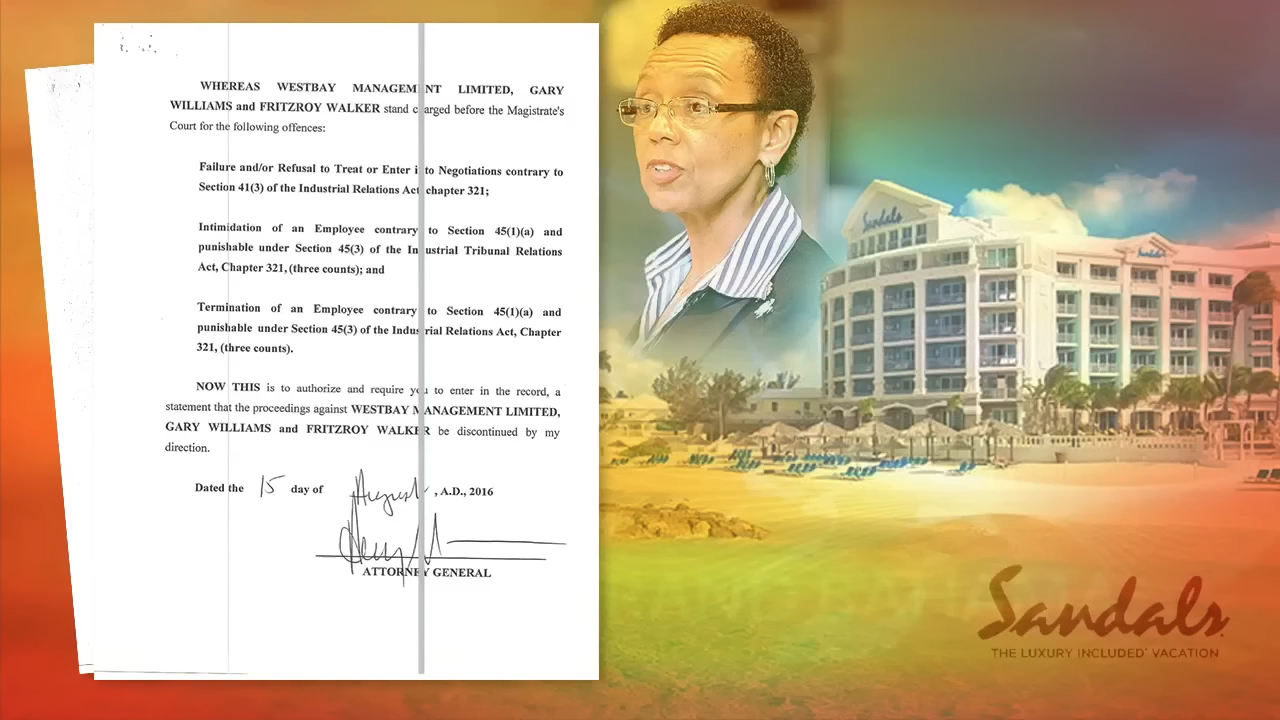 WHEREAS WESTBAY MANAGEMENT LIMITED, GARY
WILLIAMS and FRITZROY WALKER stand charged before the Magistrate's
Court for the following offences:
Failure and/or Refusal to Treat or Enter into Negotiations contrary to
Section 41(3) of the Industrial Relations Act chapter 321;
Intimidation of an Employee contrary to Section 45(1)(a) and
punishable under Section 45(3) of the Industrial Tribunal Relations
Act, Chapter 321, (three counts); and
Termination of an Employee contrary to Section 45(1)(a) and
punishable under Section 45(3) of the Industrial Relations Act, Chapter
321, (three counts).
NOW THIS is to authorize and require you to enter in the record, a
statement that the proceedings against WESTBAY MANAGEMENT LIMITED,
GARY WILLIAMS and FRITZROY WALKER be discontinued by my
direction.
Dated the 15 day of August, A.D., 2016
ATTORNEY GENERAL
Sandals
Sandals
Sandals
THE LUXURY INCLUDED® VACATION